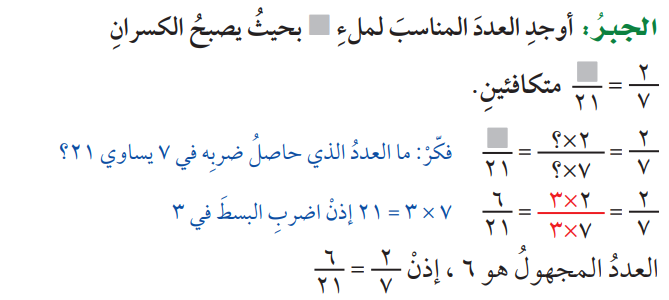 الجبرُ: أوجدِ العددَ المناسبَ لملءِ ■ بحيثُ يصبحُ الكسرانِ
٢/٧ = ■/٢١ متكافئينِ.
٢/٧ = ٢×؟/٧×؟ = ■/٢١ فكّرْ: ما العددُ الذي حاصلُ ضربِه في ٧ يساوي ٢١؟
٢/٧ = ٢×٣/٧×٣ = ٦/٢١ ٧ × ٣ = ٢١ إذنْ اضربِ البسطَ في ٣
العددُ المجهولُ هو ٦ ، إذنْ ٢/٧ = ٦/٢١